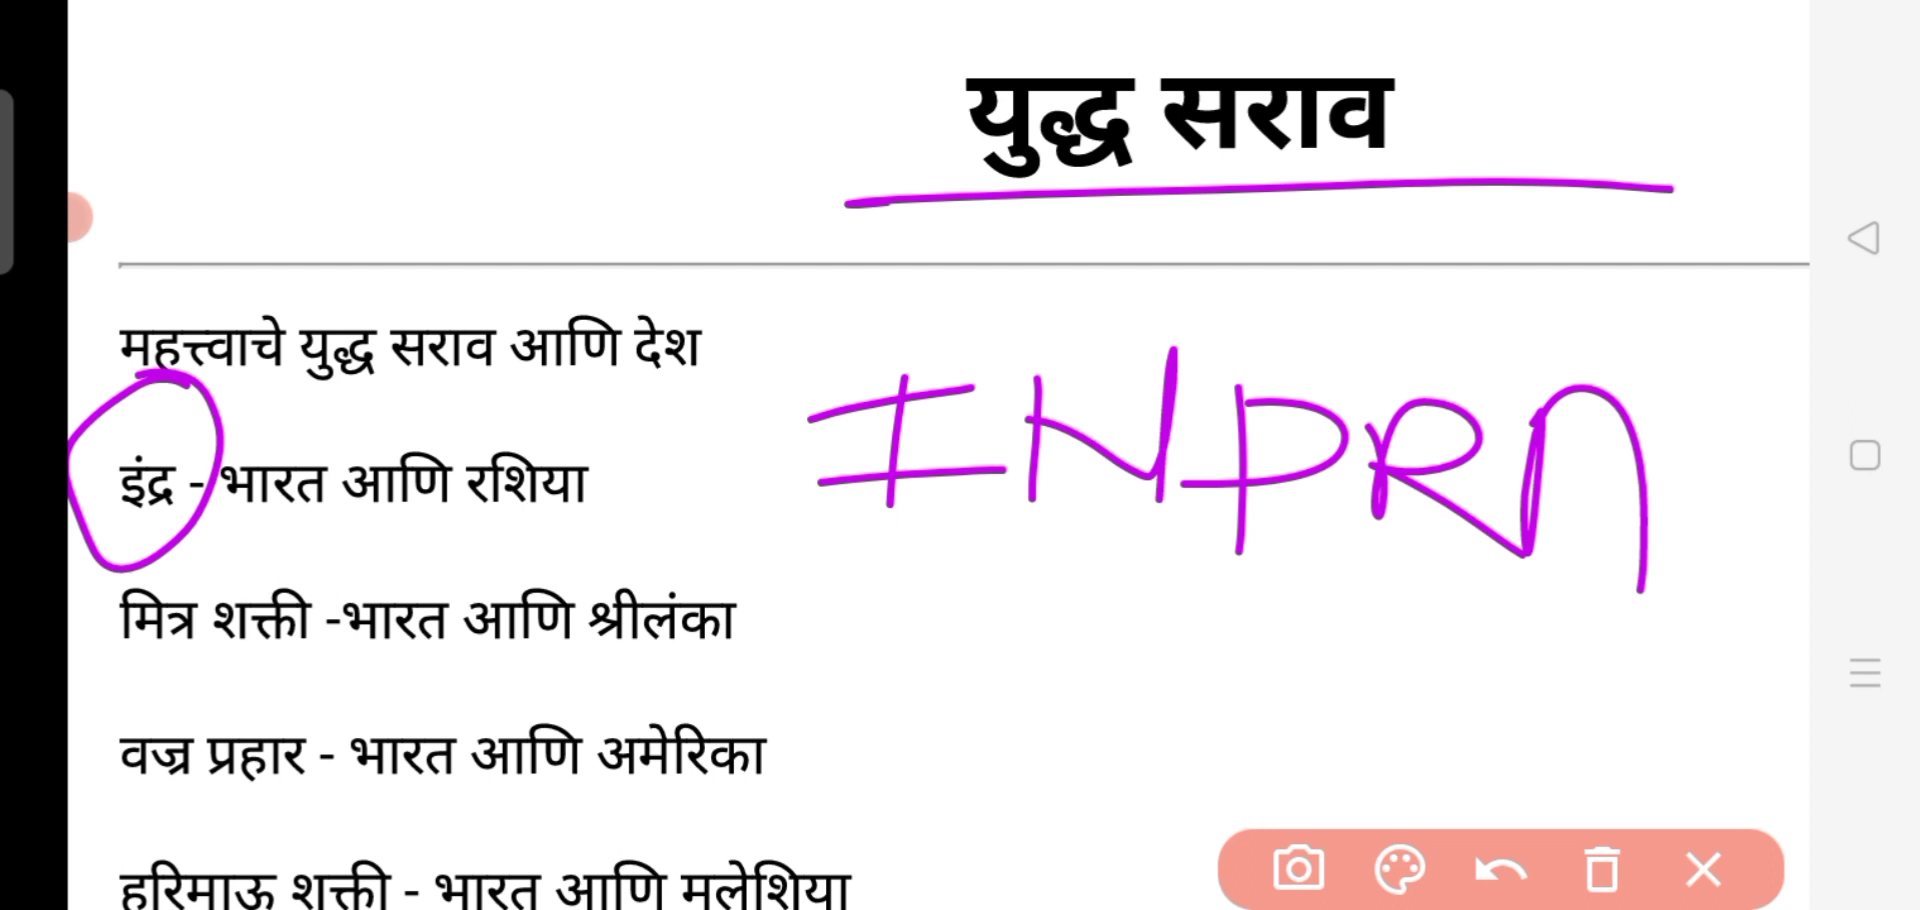 युद्ध सराव
महत्त्वाचे युद्ध सराव आणि देश
इंद्र - भारत आणि रशिया
INDRA
मित्र शक्ती -भारत आणि श्रीलंका
वज्र प्रहार - भारत आणि अमेरिका
हरिमाऊ शक्ती - भारत आणि मलेशिया